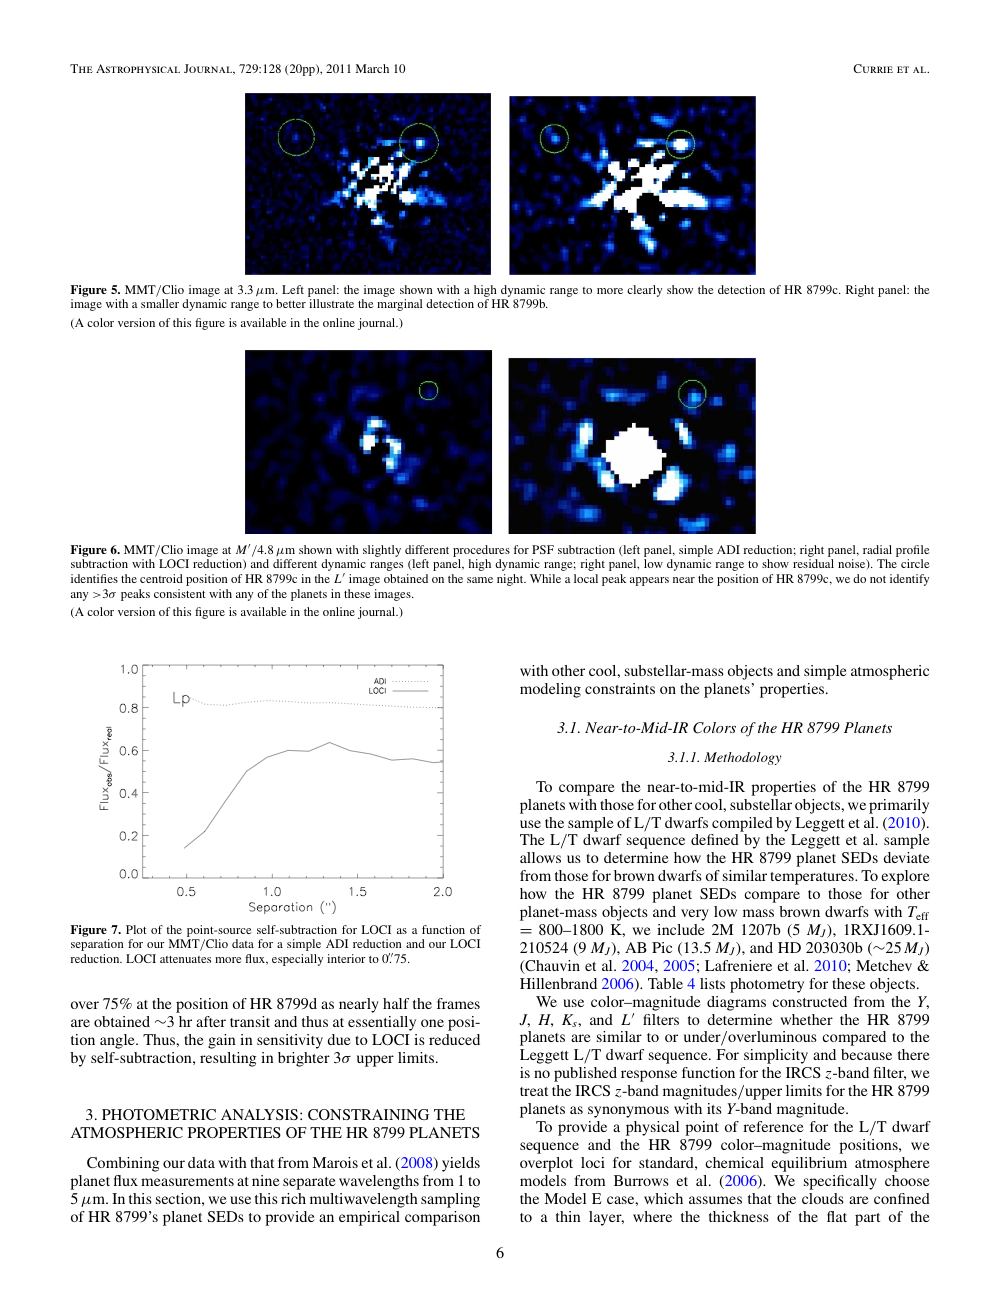 THE ASTROPHYSICAL JOURNAL, 729:128 (20pp), 2011 March 10
CURRIE ET AL.
Figure 5. MMT/Clio image at 3.3 μm. Left panel: the image shown with a high dynamic range to more clearly show the detection of HR 8799c. Right panel: the
image with a smaller dynamic range to better illustrate the marginal detection of HR 8799b.
(A color version of this figure is available in the online journal.)
Figure 6. MMT/Clio image at M′/4.8 μm shown with slightly different procedures for PSF subtraction (left panel, simple ADI reduction; right panel, radial profile
subtraction with LOCI reduction) and different dynamic ranges (left panel, high dynamic range; right panel, low dynamic range to show residual noise). The circle
identifies the centroid position of HR 8799c in the L′ image obtained on the same night. While a local peak appears near the position of HR 8799c, we do not identify
any >3σ peaks consistent with any of the planets in these images.
(A color version of this figure is available in the online journal.)
1.0
0.8
0.6
0.4
0.2
0.0
Flux_obs/Flux_real
Lp
ADI
LOCI
0.5 1.0 1.5 2.0
Separation (")
Figure 7. Plot of the point-source self-subtraction for LOCI as a function of
separation for our MMT/Clio data for a simple ADI reduction and our LOCI
reduction. LOCI attenuates more flux, especially interior to 0.″75.
over 75% at the position of HR 8799d as nearly half the frames
are obtained ∼3 hr after transit and thus at essentially one posi-
tion angle. Thus, the gain in sensitivity due to LOCI is reduced
by self-subtraction, resulting in brighter 3σ upper limits.
3. PHOTOMETRIC ANALYSIS: CONSTRAINING THE
ATMOSPHERIC PROPERTIES OF THE HR 8799 PLANETS
Combining our data with that from Marois et al. (2008) yields
planet flux measurements at nine separate wavelengths from 1 to
5 μm. In this section, we use this rich multiwavelength sampling
of HR 8799's planet SEDs to provide an empirical comparison
with other cool, substellar-mass objects and simple atmospheric
modeling constraints on the planets' properties.
3.1. Near-to-Mid-IR Colors of the HR 8799 Planets
3.1.1. Methodology
To compare the near-to-mid-IR properties of the HR 8799
planets with those for other cool, substellar objects, we primarily
use the sample of L/T dwarfs compiled by Leggett et al. (2010).
The L/T dwarf sequence defined by the Leggett et al. sample
allows us to determine how the HR 8799 planet SEDs deviate
from those for brown dwarfs of similar temperatures. To explore
how the HR 8799 planet SEDs compare to those for other
planet-mass objects and very low mass brown dwarfs with T_eff
= 800–1800 K, we include 2M 1207b (5 M_J), 1RXJ1609.1-
210524 (9 M_J), AB Pic (13.5 M_J), and HD 203030b (∼25 M_J)
(Chauvin et al. 2004, 2005; Lafreniere et al. 2010; Metchev &
Hillenbrand 2006). Table 4 lists photometry for these objects.
We use color–magnitude diagrams constructed from the Y,
J, H, K_s, and L′ filters to determine whether the HR 8799
planets are similar to or under/overluminous compared to the
Leggett L/T dwarf sequence. For simplicity and because there
is no published response function for the IRCS z-band filter, we
treat the IRCS z-band magnitudes/upper limits for the HR 8799
planets as synonymous with its Y-band magnitude.
To provide a physical point of reference for the L/T dwarf
sequence and the HR 8799 color–magnitude positions, we
overplot loci for standard, chemical equilibrium atmosphere
models from Burrows et al. (2006). We specifically choose
the Model E case, which assumes that the clouds are confined
to a thin layer, where the thickness of the flat part of the
6